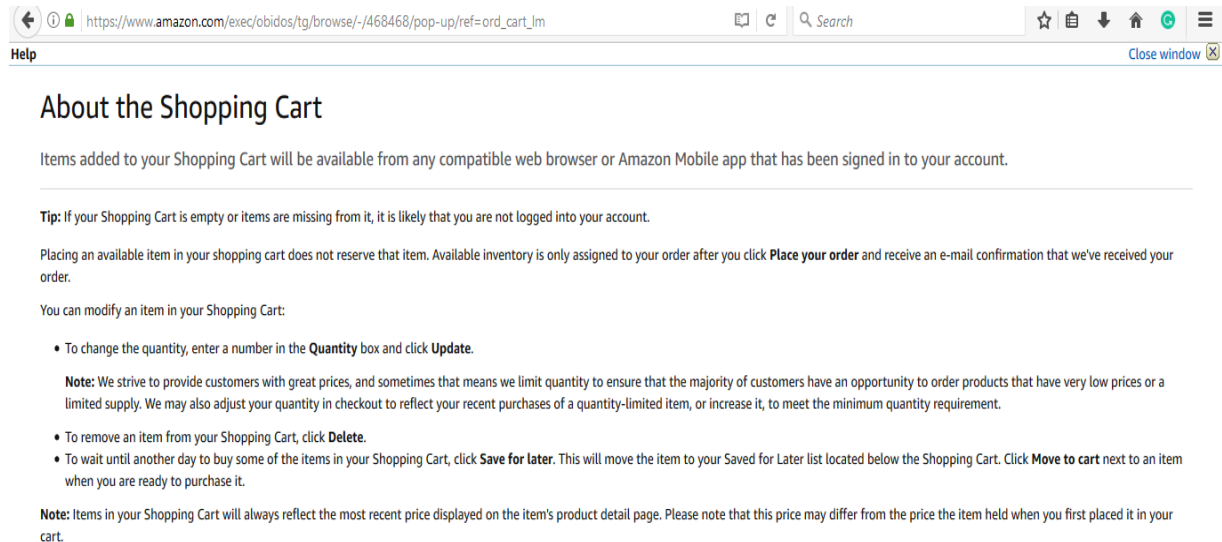 https://www.amazon.com/exec/obidos/tg/browse/-/468468/pop-up/ref=ord_cart_lm
Search
Help
Close window
About the Shopping Cart
Items added to your Shopping Cart will be available from any compatible web browser or Amazon Mobile app that has been signed in to your account.
Tip: If your Shopping Cart is empty or items are missing from it, it is likely that you are not logged into your account.
Placing an available item in your shopping cart does not reserve that item. Available inventory is only assigned to your order after you click Place your order and receive an e-mail confirmation that we've received your
order.
You can modify an item in your Shopping Cart:
• To change the quantity, enter a number in the Quantity box and click Update.
Note: We strive to provide customers with great prices, and sometimes that means we limit quantity to ensure that the majority of customers have an opportunity to order products that have very low prices or a
limited supply. We may also adjust your quantity in checkout to reflect your recent purchases of a quantity-limited item, or increase it, to meet the minimum quantity requirement.
• To remove an item from your Shopping Cart, click Delete.
• To wait until another day to buy some of the items in your Shopping Cart, click Save for later. This will move the item to your Saved for Later list located below the Shopping Cart. Click Move to cart next to an item
when you are ready to purchase it.
Note: Items in your Shopping Cart will always reflect the most recent price displayed on the item's product detail page. Please note that this price may differ from the price the item held when you first placed it in your
cart.